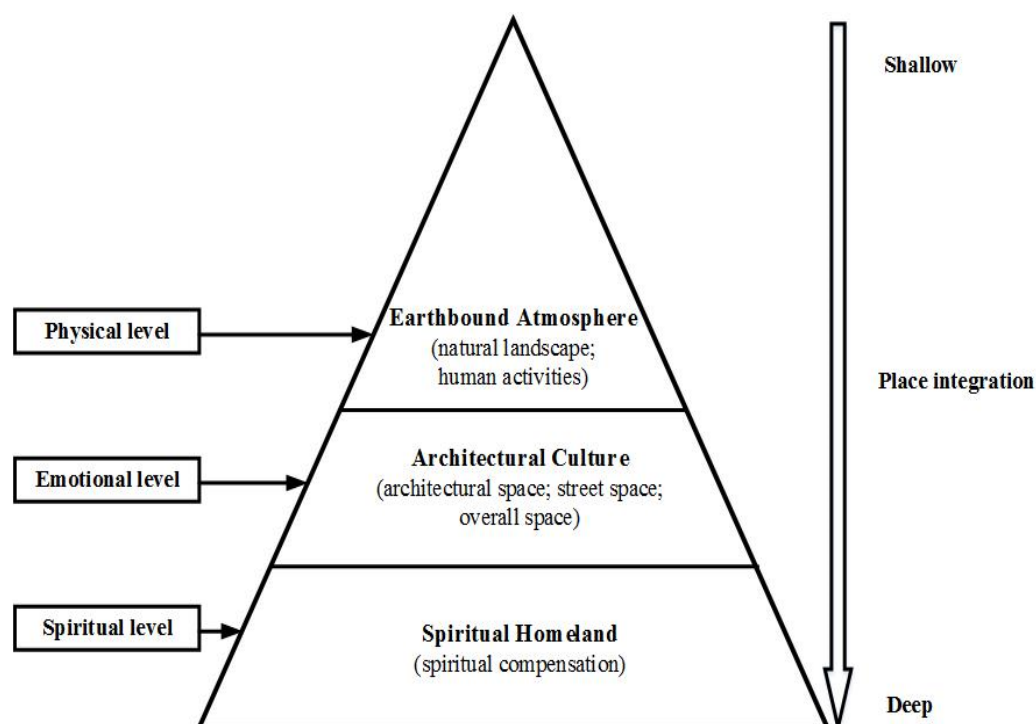 Shallow
Physical level
Earthbound Atmosphere
(natural landscape;
human activities)
Place integration
Emotional level
Architectural Culture
(architectural space; street space;
overall space)
Spiritual level
Spiritual Homeland
(spiritual compensation)
Deep